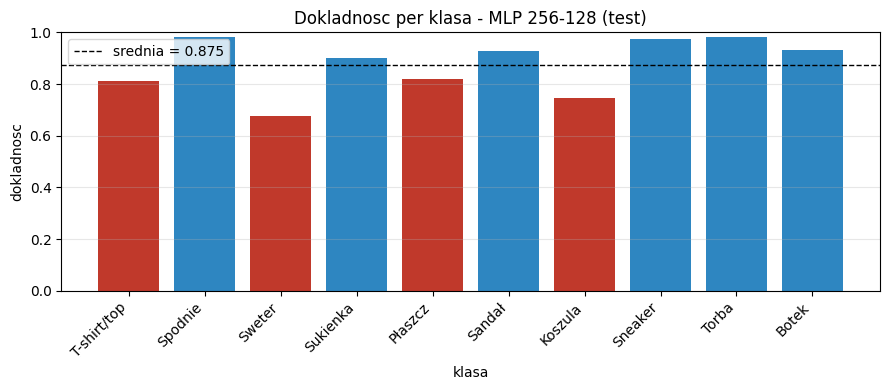 Dokladnosc per klasa - MLP 256-128 (test)
srednia = 0.875
dokladnosc
1.0
0.8
0.6
0.4
0.2
0.0
T-shirt/top
Spodnie
Sweter
Sukienka
Płaszcz
Sandał
Koszula
Sneaker
Torba
Botek
klasa